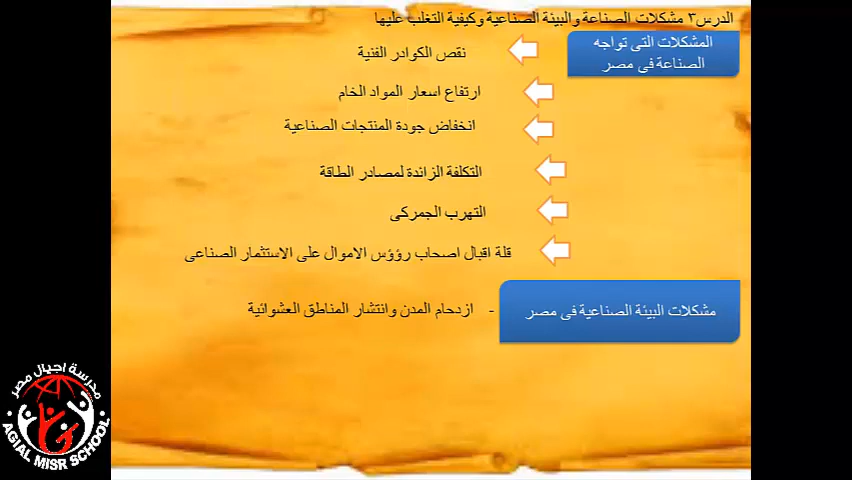 الدرس٣ مشكلات الصناعة والبيئة الصناعية وكيفية التغلب عليها
المشكلات التى تواجه
الصناعة فى مصر
نقص الكوادر الفنية
ارتفاع اسعار المواد الخام
انخفاض جودة المنتجات الصناعية
التكلفة الزائدة لمصادر الطاقة
التهرب الجمركى
قلة اقبال اصحاب رؤؤس الاموال على الاستثمار الصناعى
مشكلات البيئة الصناعية فى مصر
- ازدحام المدن وانتشار المناطق العشوائية
مدرسة اجيال مصر
AGIAL MISR SCHOOL